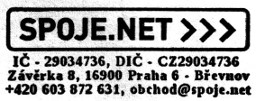 SPOJE.NET >>>
IČ - 29034736, DIČ - CZ29034736
Závěrka 8, 16900 Praha 6 - Břevnov
+420 603 872 631, obchod@spoje.net